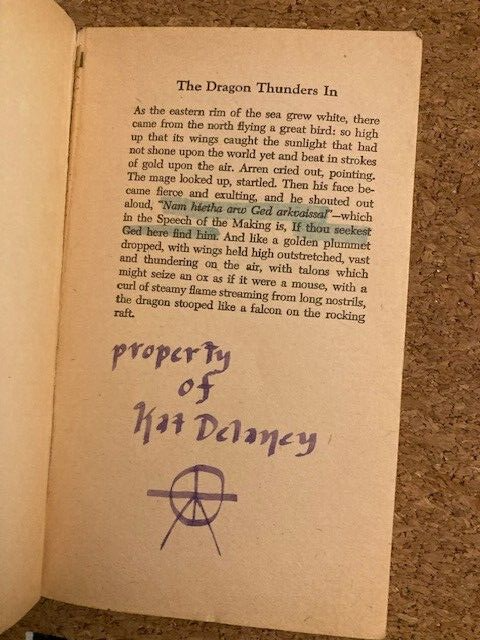 The Dragon Thunders In
As the eastern rim of the sea grew white, there
came from the north flying a great bird: so high
up that its wings caught the sunlight that had
not shone upon the world yet and beat in strokes
of gold upon the air. Arren cried out, pointing.
The mage looked up, startled. Then his face be-
came fierce and exulting, and he shouted out
aloud, "Nam hietha arw Ged arkvaissa!"—which
in the Speech of the Making is, If thou seekest
Ged here find him. And like a golden plummet
dropped, with wings held high outstretched, vast
and thundering on the air, with talons which
might seize an ox as if it were a mouse, with a
curl of steamy flame streaming from long nostrils,
the dragon stooped like a falcon on the rocking
raft.
property
of
Kat Delaney